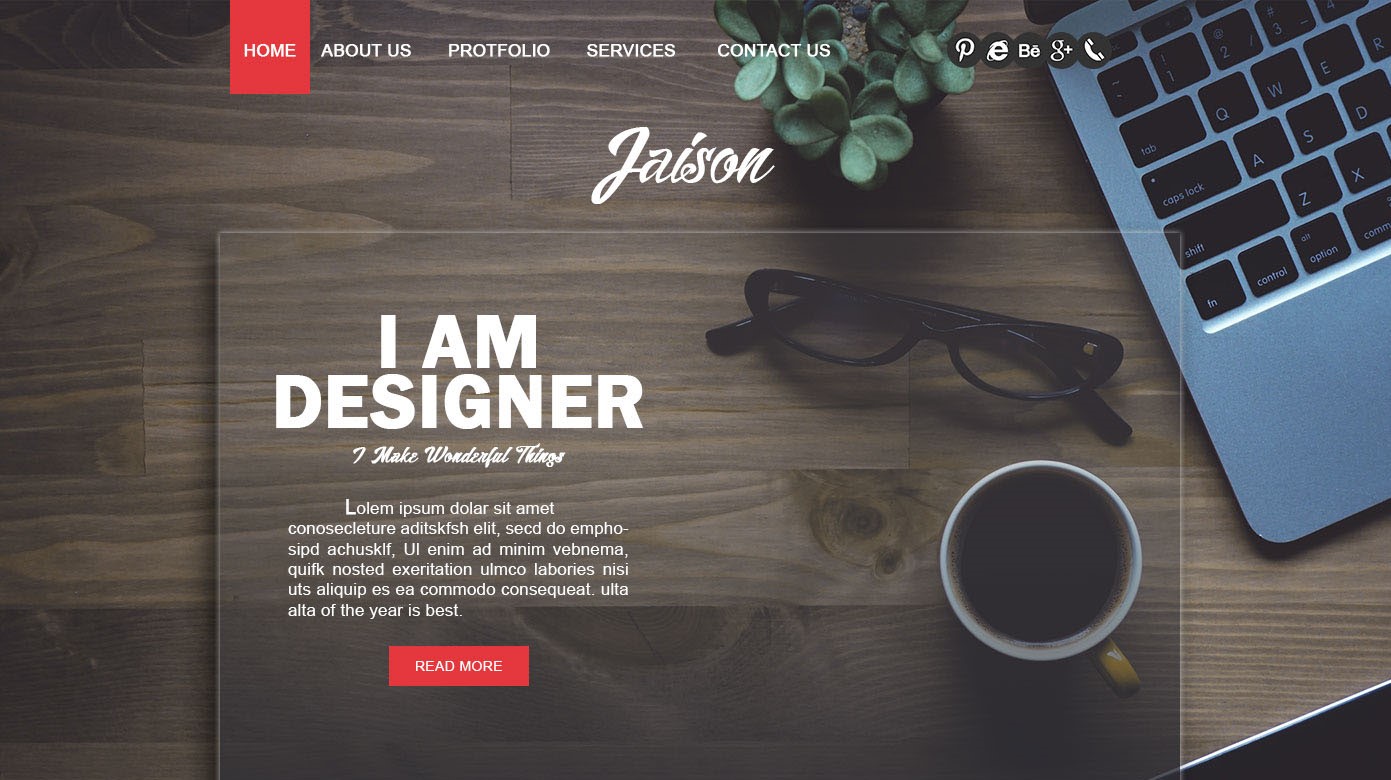 HOME ABOUT US PROTFOLIO SERVICES CONTACT US Bē g+
Jaison
I AM
DESIGNER
I Make Wonderful Things
Lorem ipsum dolar sit amet
conosecleture aditskfsh elit, secd do empho-
sipd achusklf, Ul enim ad minim vebnema,
quifk nosted exeritation ulmco labories nisi
uts aliquip es ea commodo consequeat. ulta
alta of the year is best.
READ MORE
~ `
! 1
@ 2
# 3
tab Q W E R
caps lock A S D
shift Z X
fn control alt option